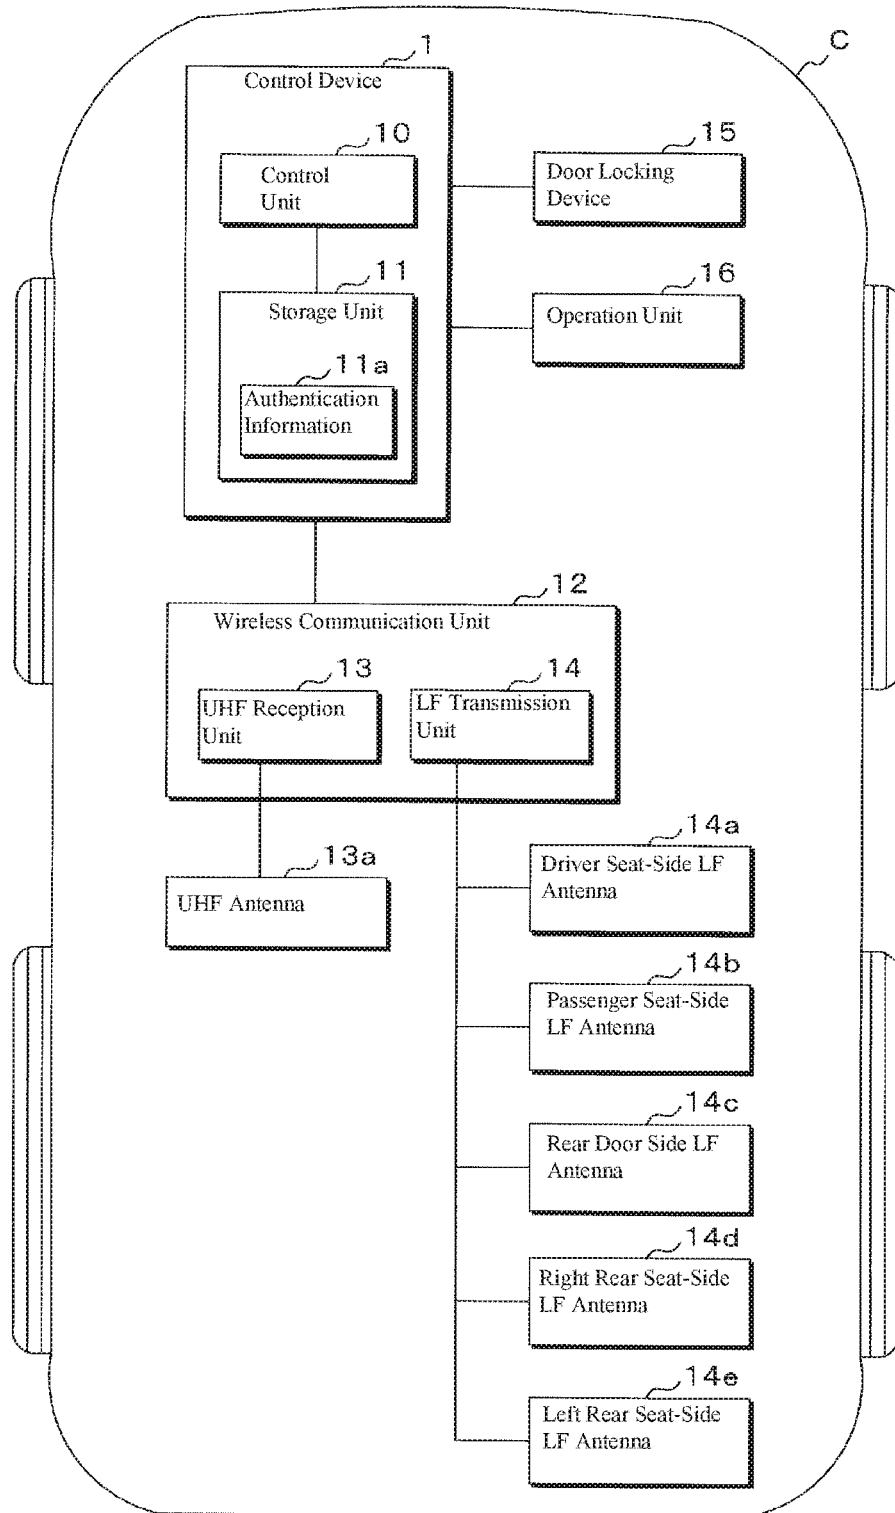 C
1
Control Device
10
Control
Unit
15
Door Locking
Device
11
Storage Unit
16
Operation Unit
11a
Authentication
Information
12
Wireless Communication Unit
13
UHF Reception
Unit
14
LF Transmission
Unit
13a
UHF Antenna
14a
Driver Seat-Side LF
Antenna
14b
Passenger Seat-Side
LF Antenna
14c
Rear Door Side LF
Antenna
14d
Right Rear Seat-Side
LF Antenna
14e
Left Rear Seat-Side
LF Antenna